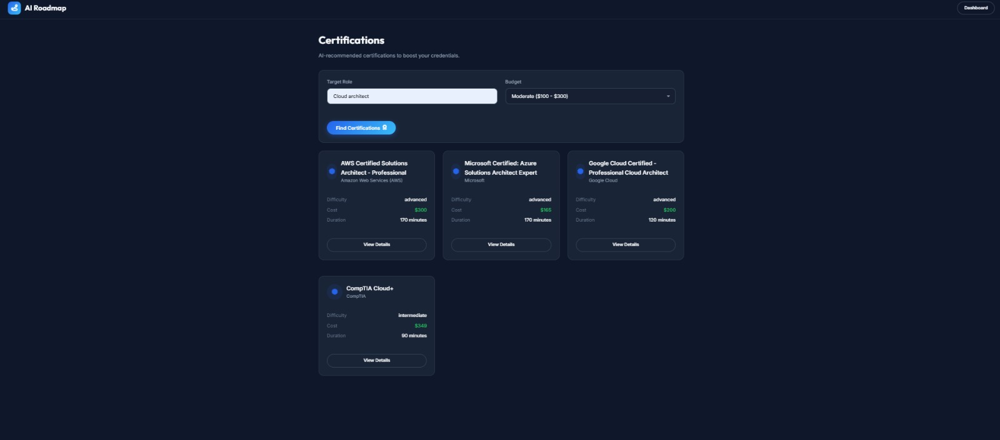 AI Roadmap
Dashboard
Certifications
AI-recommended certifications to boost your credentials.
Target Role
Budget
Cloud architect
Moderate ($100 - $300)
Find Certifications
AWS Certified Solutions
Architect - Professional
Amazon Web Services (AWS)
Difficulty advanced
Cost $300
Duration 170 minutes
View Details
Microsoft Certified: Azure
Solutions Architect Expert
Microsoft
Difficulty advanced
Cost $165
Duration 170 minutes
View Details
Google Cloud Certified -
Professional Cloud Architect
Google Cloud
Difficulty advanced
Cost $200
Duration 120 minutes
View Details
CompTIA Cloud+
CompTIA
Difficulty intermediate
Cost $349
Duration 90 minutes
View Details